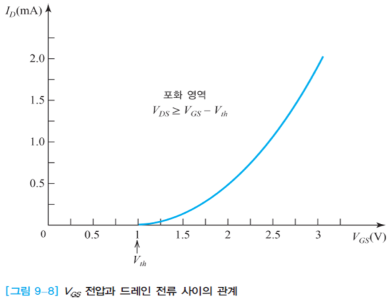 I_D(mA)
2.0
포화 영역
V_DS ≥ V_GS − V_th
1.5
1.0
0.5
0 0.5 1 1.5 2 2.5 3 V_GS(V)
V_th
[그림 9–8] V_GS 전압과 드레인 전류 사이의 관계